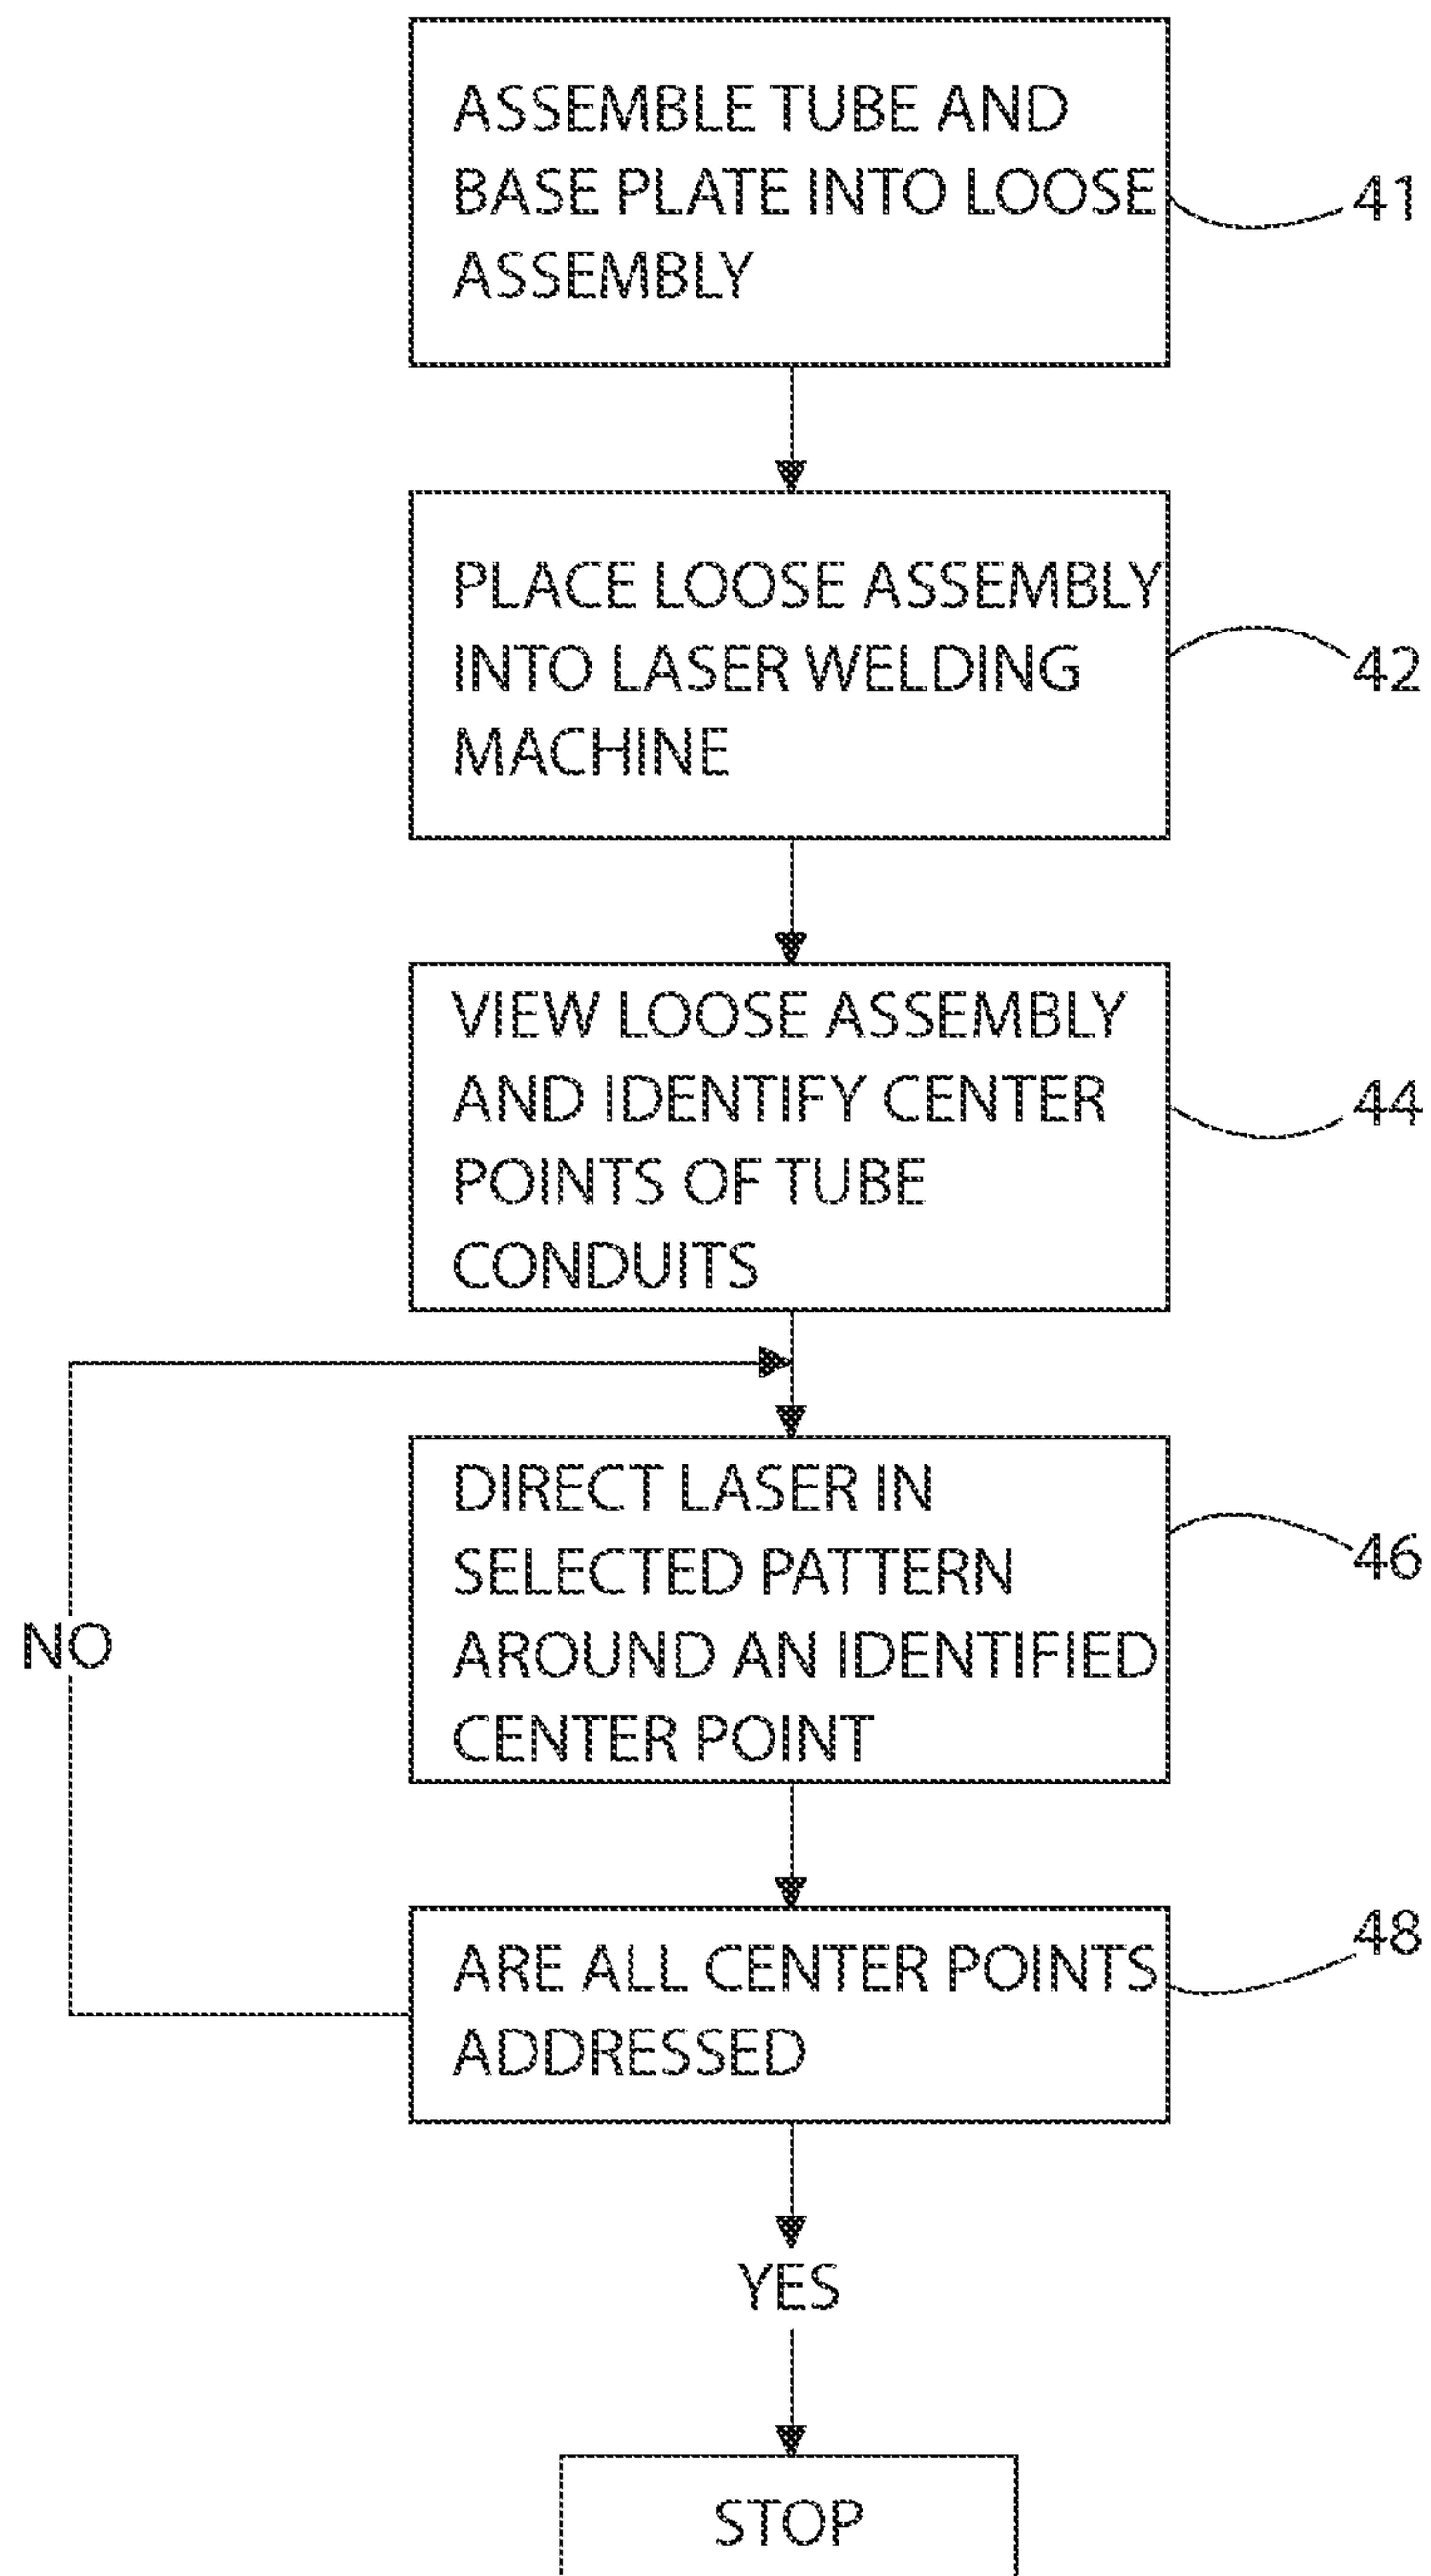 ASSEMBLE TUBE AND
BASE PLATE INTO LOOSE
ASSEMBLY
41
PLACE LOOSE ASSEMBLY
INTO LASER WELDING
MACHINE
42
VIEW LOOSE ASSEMBLY
AND IDENTIFY CENTER
POINTS OF TUBE
CONDUITS
44
DIRECT LASER IN
SELECTED PATTERN
AROUND AN IDENTIFIED
CENTER POINT
46
NO
ARE ALL CENTER POINTS
ADDRESSED
48
YES
STOP